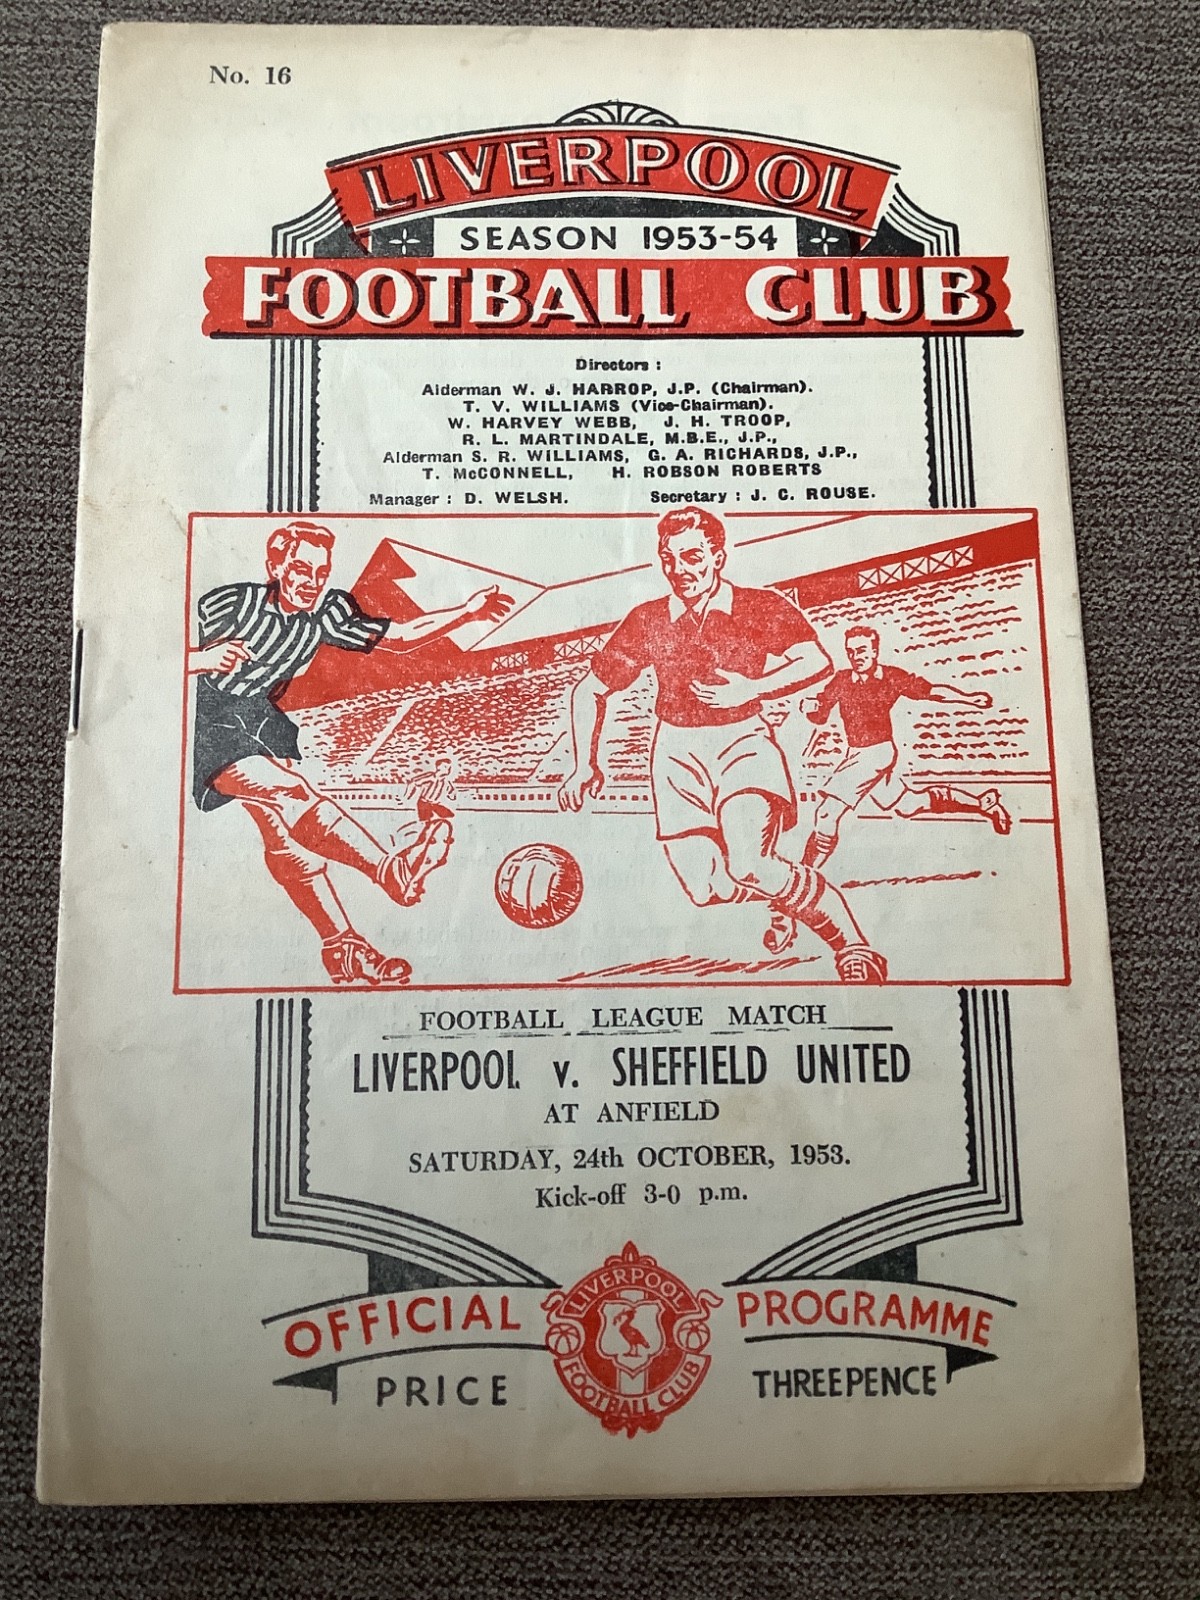 No. 16
LIVERPOOL
SEASON 1953-54
FOOTBALL CLUB
Directors :
Alderman W. J. HARROP, J.P. (Chairman).
T. V. WILLIAMS (Vice-Chairman).
W. HARVEY WEBB, J. H. TROOP,
R. L. MARTINDALE, M.B.E., J.P.,
Alderman S. R. WILLIAMS, G. A. RICHARDS, J.P.,
T. McCONNELL, H. ROBSON ROBERTS
Manager : D. WELSH. Secretary : J. C. ROUSE.
FOOTBALL LEAGUE MATCH
LIVERPOOL v. SHEFFIELD UNITED
AT ANFIELD
SATURDAY, 24th OCTOBER, 1953.
Kick-off 3-0 p.m.
OFFICIAL PROGRAMME
PRICE THREEPENCE
LIVERPOOL
FOOTBALL CLUB